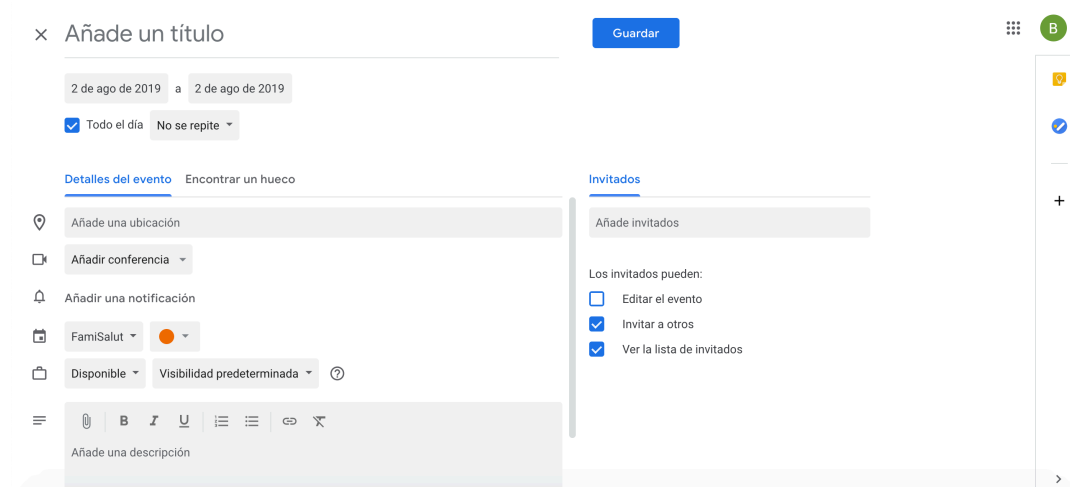 Añade un título
Guardar
B
2 de ago de 2019 a 2 de ago de 2019
Todo el día No se repite
Detalles del evento Encontrar un hueco
Añade una ubicación
Añadir conferencia
Añadir una notificación
FamiSalut
Disponible Visibilidad predeterminada
B I U
Añade una descripción
Invitados
Añade invitados
Los invitados pueden:
Editar el evento
Invitar a otros
Ver la lista de invitados